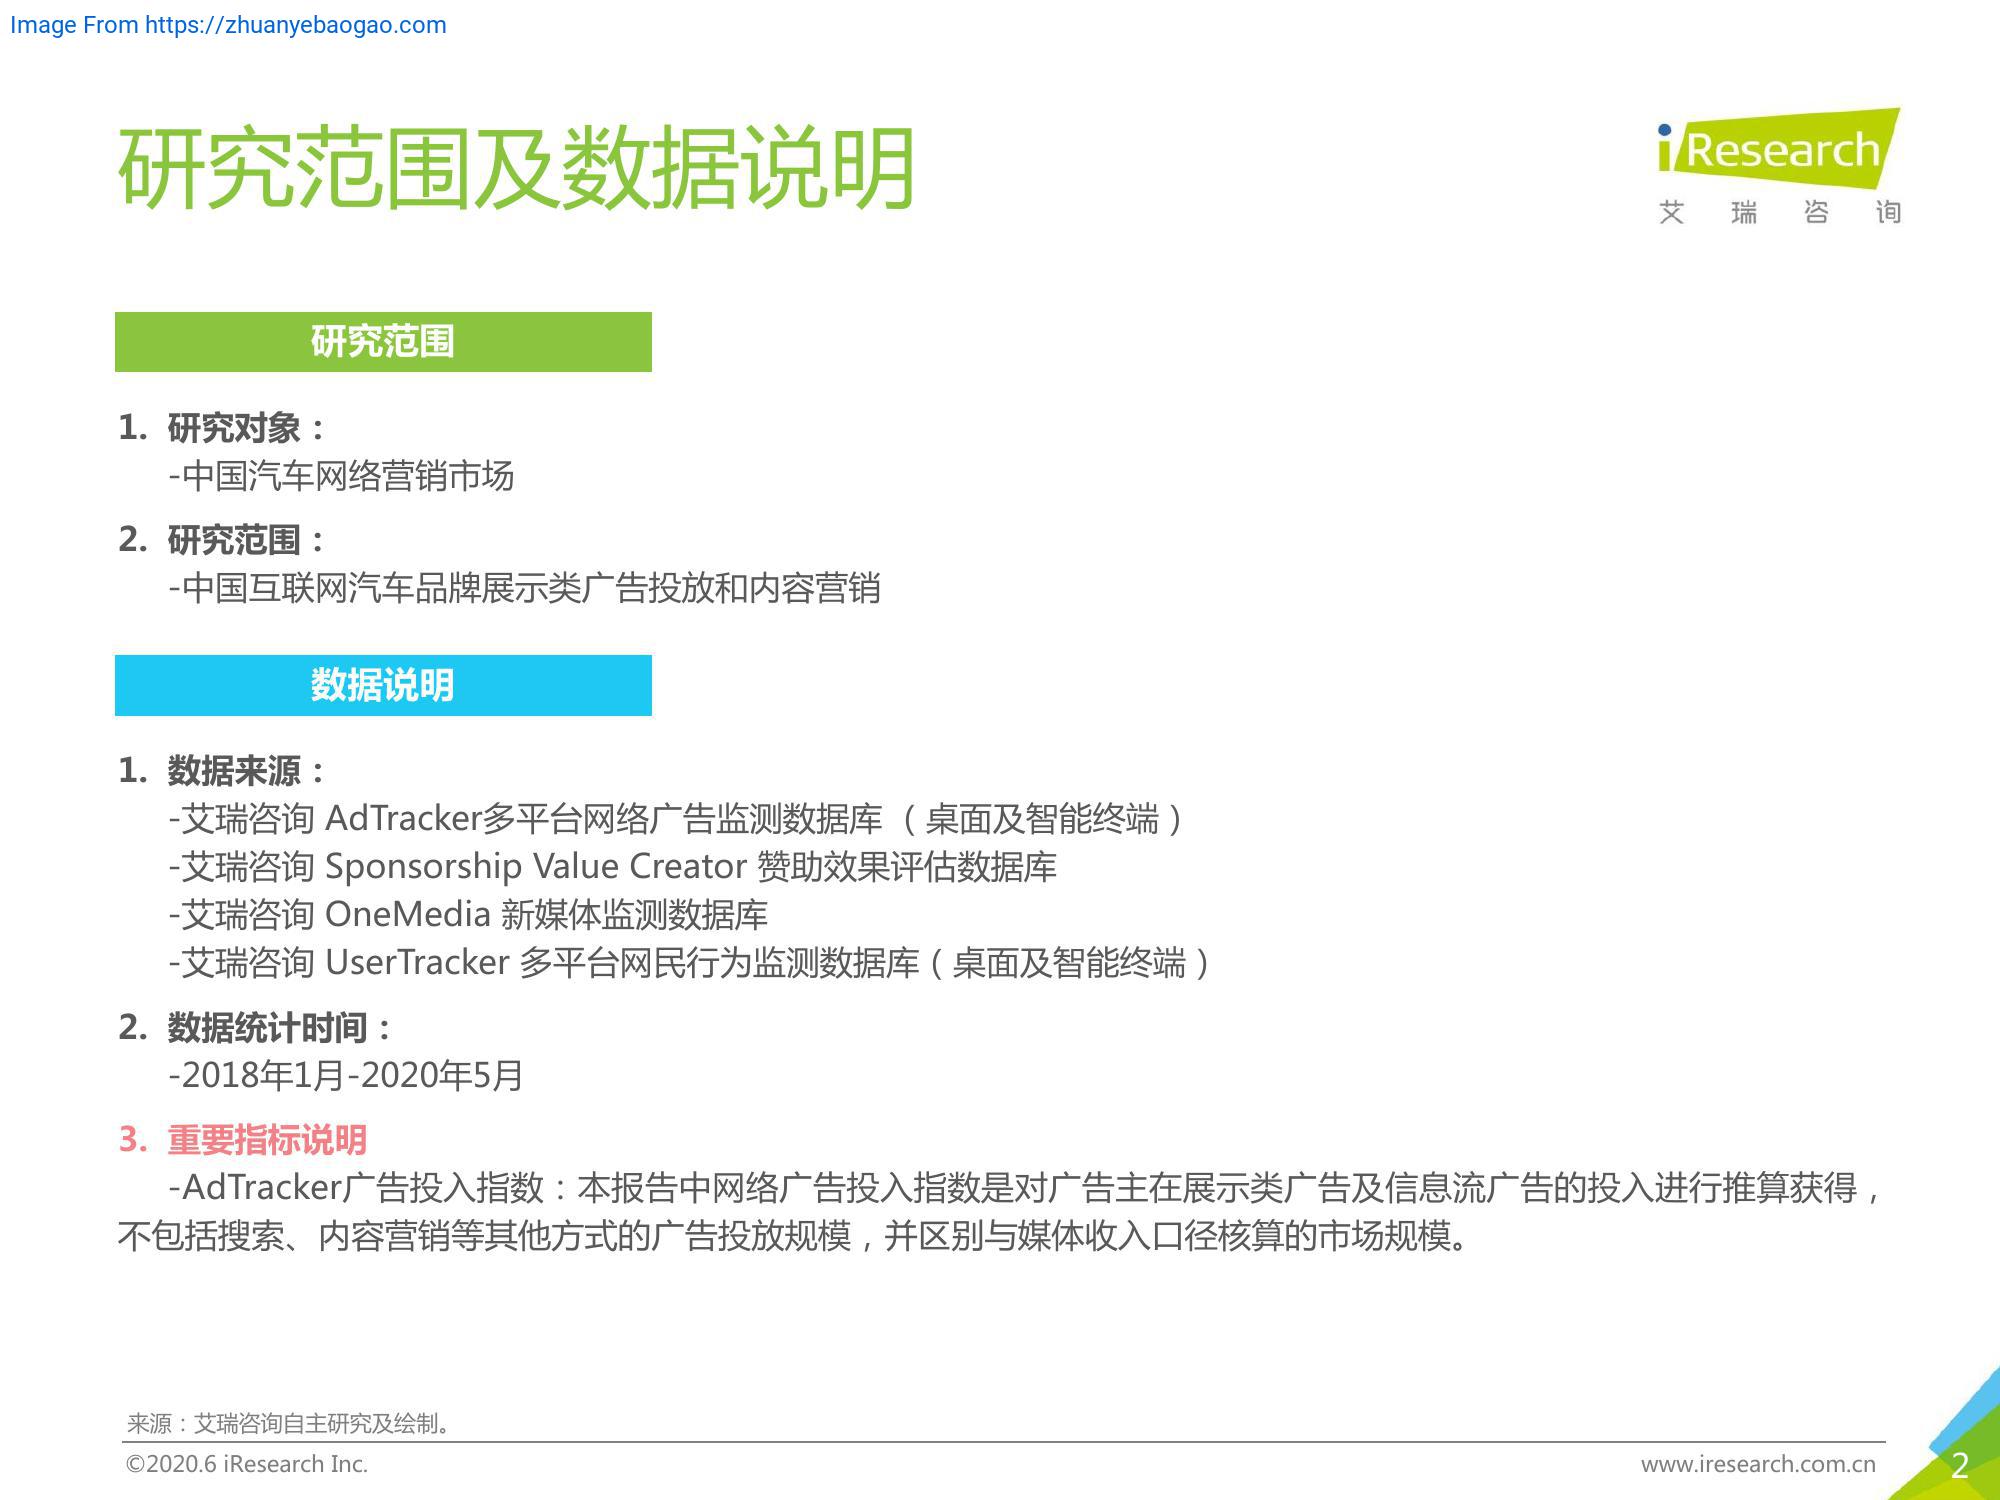 Image From https://zhuanyebaogao.com
研究范围及数据说明
iResearch
艾瑞咨询
研究范围
1. 研究对象：
-中国汽车网络营销市场
2. 研究范围：
-中国互联网汽车品牌展示类广告投放和内容营销
数据说明
1. 数据来源：
-艾瑞咨询 AdTracker多平台网络广告监测数据库（桌面及智能终端）
-艾瑞咨询 Sponsorship Value Creator 赞助效果评估数据库
-艾瑞咨询 OneMedia 新媒体监测数据库
-艾瑞咨询 UserTracker 多平台网民行为监测数据库（桌面及智能终端）
2. 数据统计时间：
-2018年1月-2020年5月
3. 重要指标说明
-AdTracker广告投入指数：本报告中网络广告投入指数是对广告主在展示类广告及信息流广告的投入进行推算获得，
不包括搜索、内容营销等其他方式的广告投放规模，并区别与媒体收入口径核算的市场规模。
来源：艾瑞咨询自主研究及绘制。
©2020.6 iResearch Inc.
www.iresearch.com.cn
2